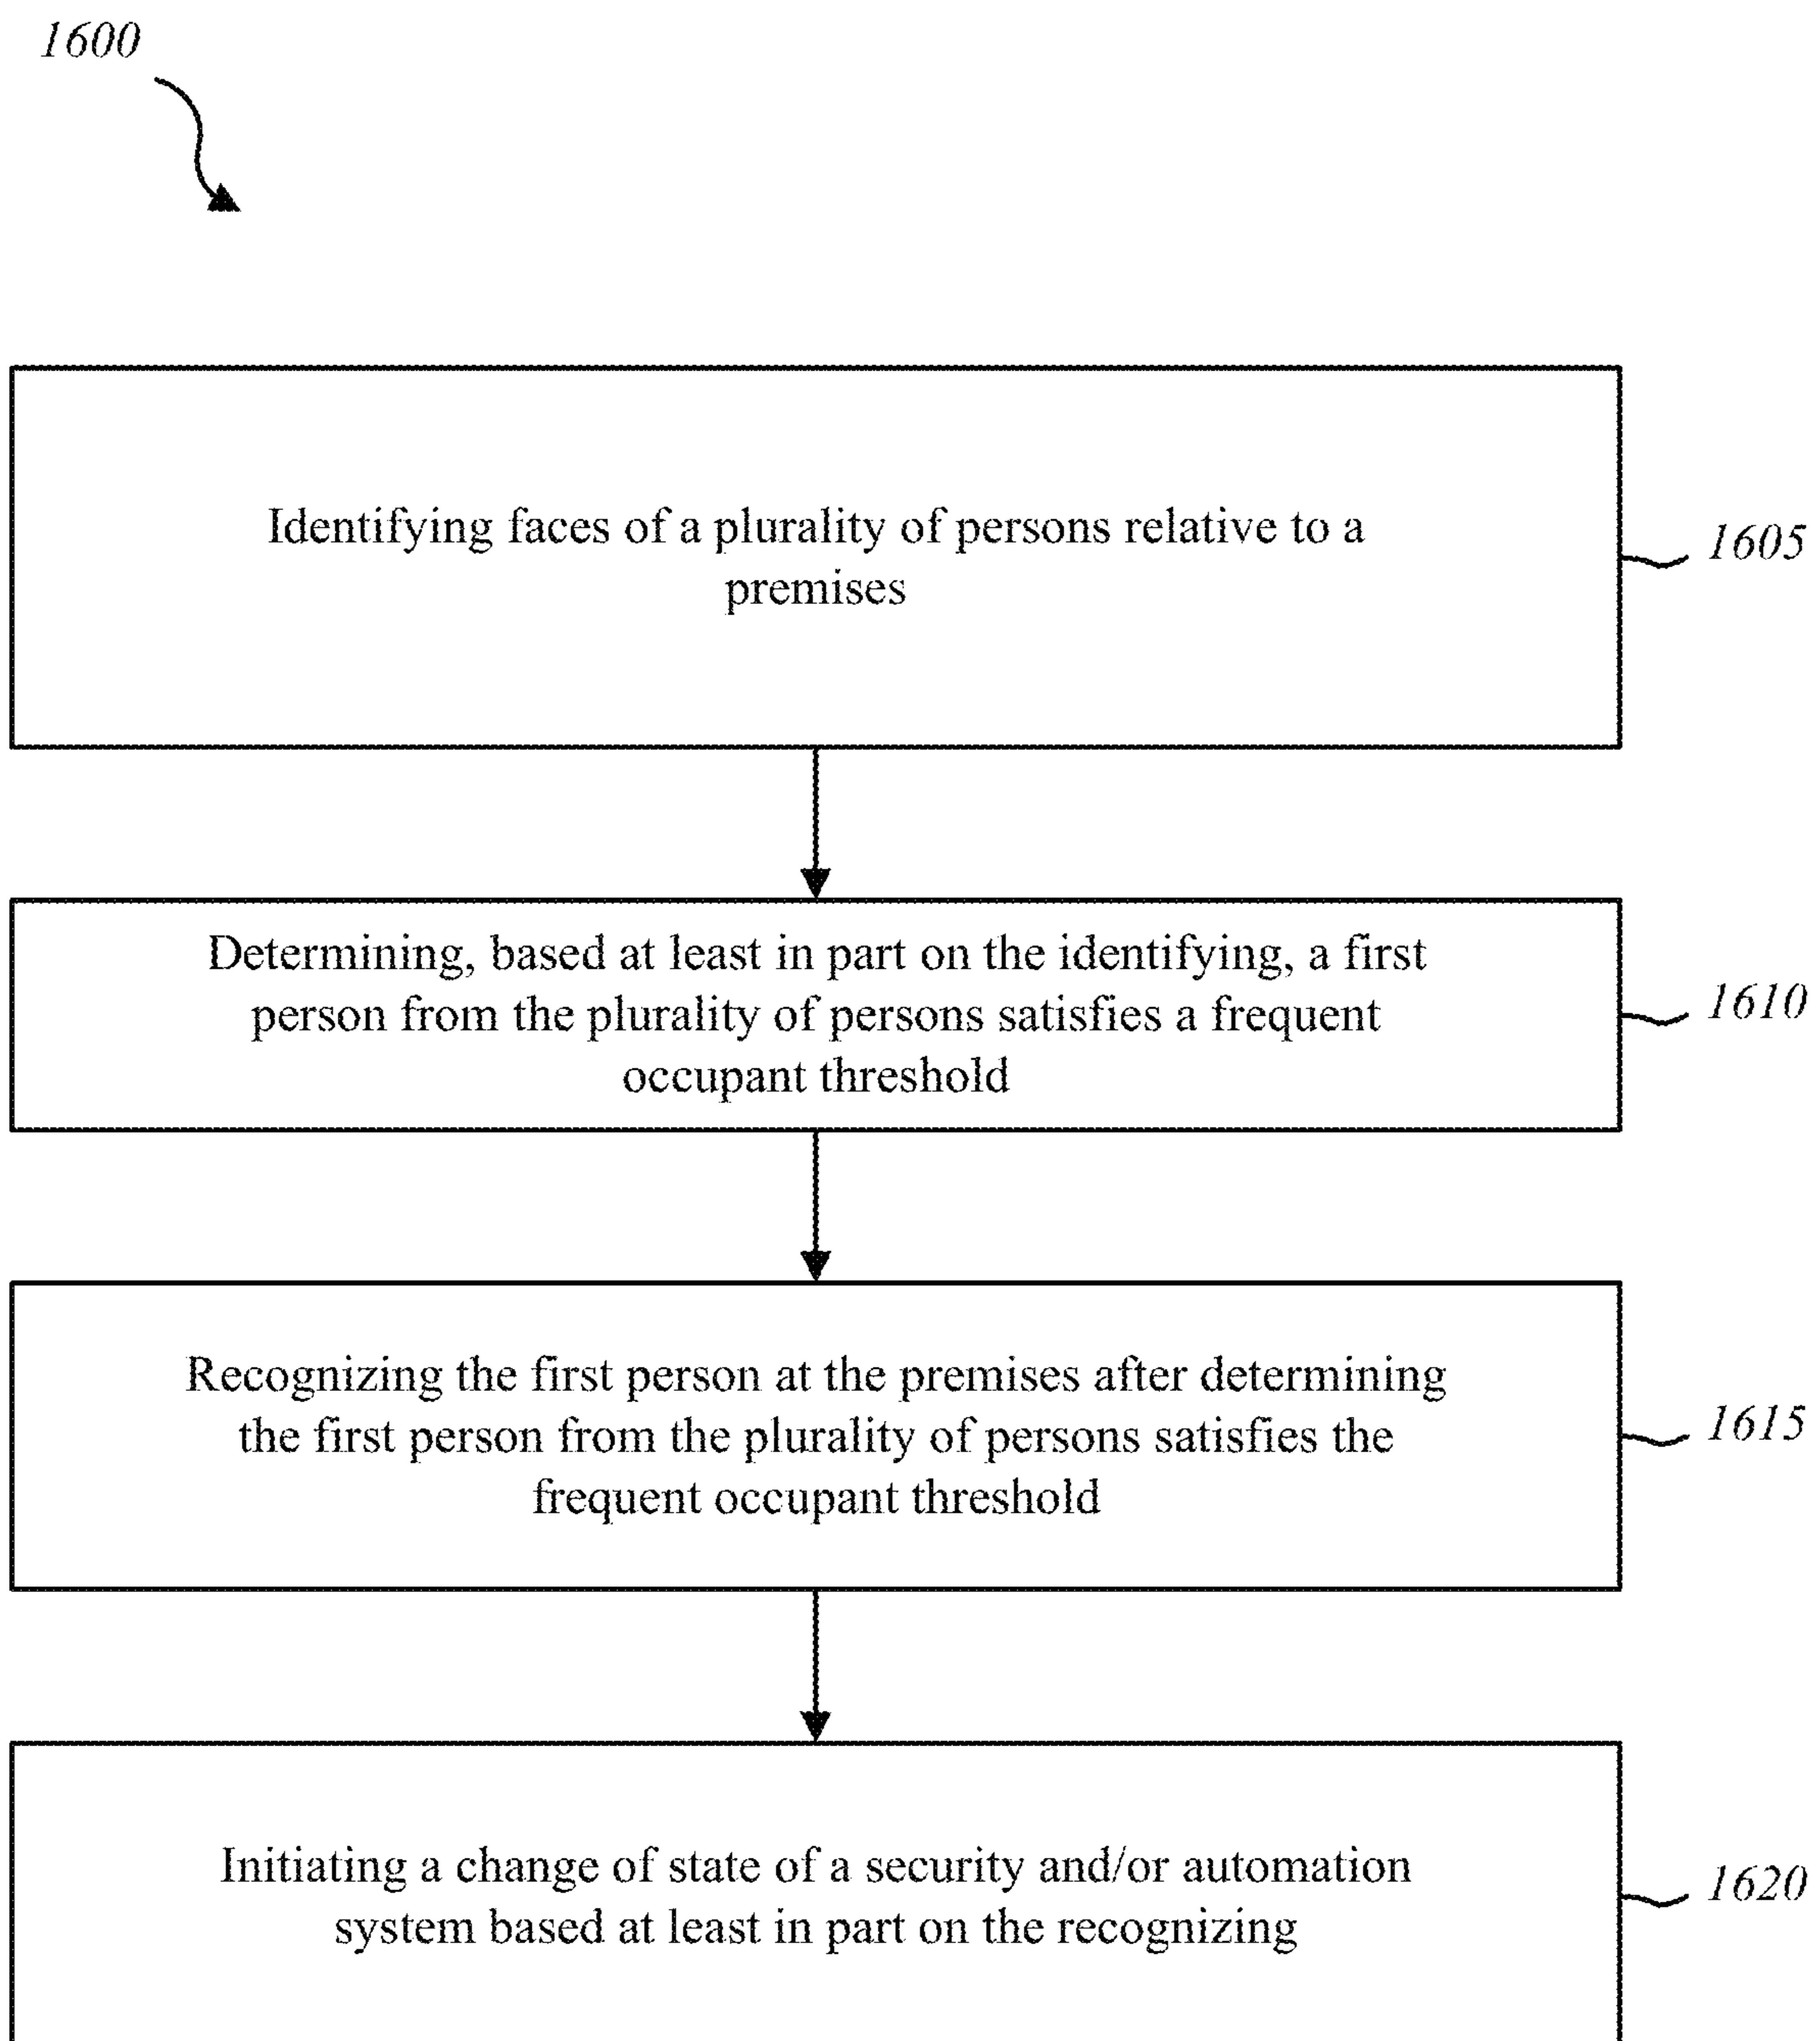 1600
Identifying faces of a plurality of persons relative to a
premises
1605
Determining, based at least in part on the identifying, a first
person from the plurality of persons satisfies a frequent
occupant threshold
1610
Recognizing the first person at the premises after determining
the first person from the plurality of persons satisfies the
frequent occupant threshold
1615
Initiating a change of state of a security and/or automation
system based at least in part on the recognizing
1620